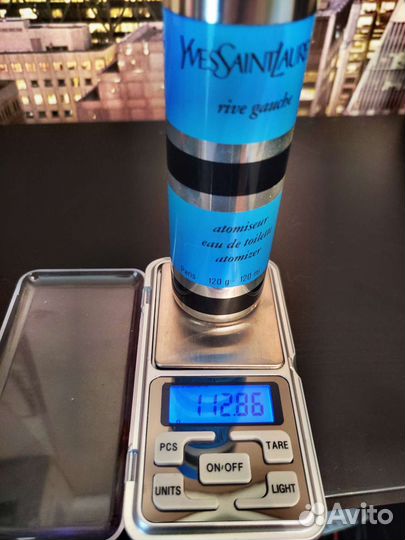 YVESSAINTLAURE
rive gauche
atomiseur
eau de toilette
atomizer
Paris 120 g - 120 ml
112.86
PCS
TARE
ON/OFF
UNITS
LIGHT
Avito